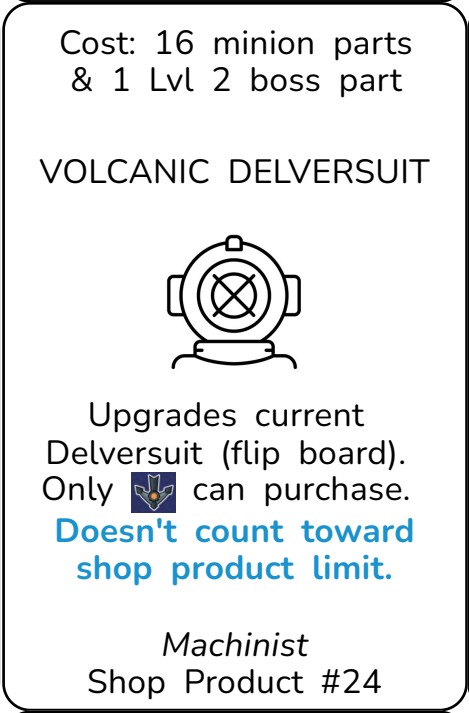 Cost: 16 minion parts
& 1 Lvl 2 boss part
VOLCANIC DELVERSUIT
Upgrades current
Delversuit (flip board).
Only can purchase.
Doesn't count toward
shop product limit.
Machinist
Shop Product #24